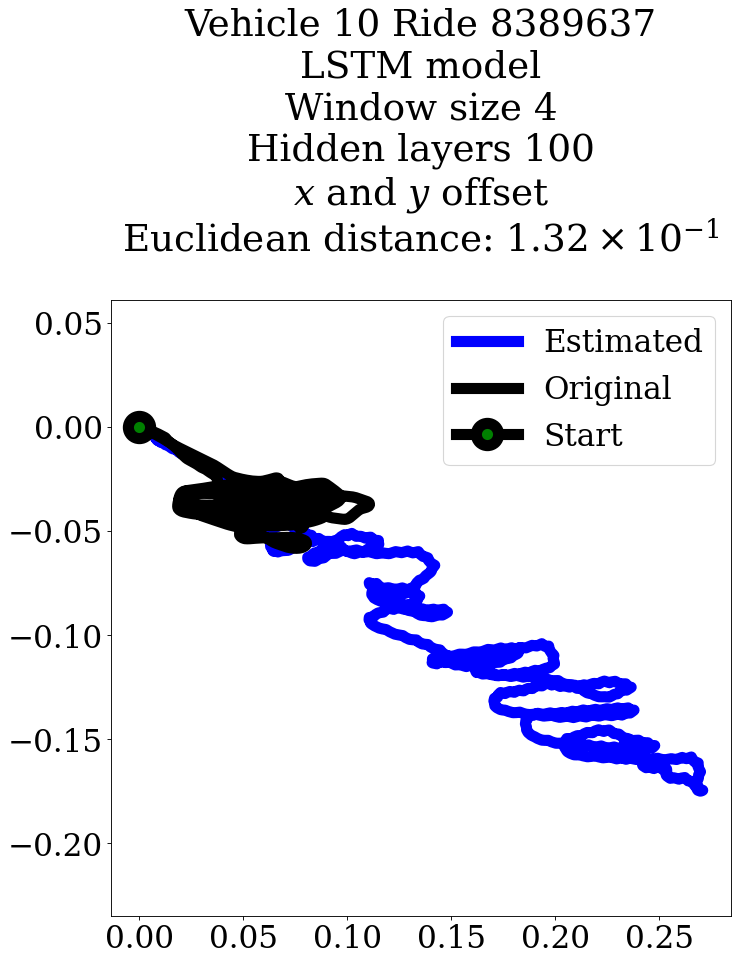 Vehicle 10 Ride 8389637
LSTM model
Window size 4
Hidden layers 100
x and y offset
Euclidean distance: 1.32 × 10⁻¹
Estimated
Original
Start
0.05
0.00
−0.05
−0.10
−0.15
−0.20
0.00 0.05 0.10 0.15 0.20 0.25